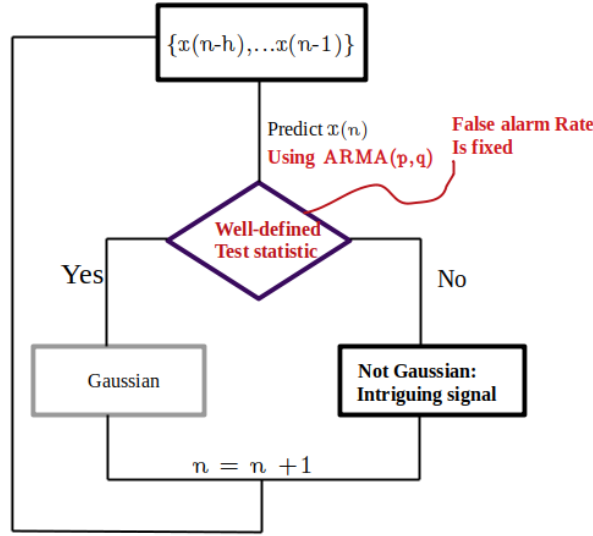 {x(n-h),...x(n-1)}
Predict x(n)
Using ARMA(p,q)
False alarm Rate
Is fixed
Well-defined
Test statistic
Yes
No
Gaussian
Not Gaussian:
Intriguing signal
n = n +1